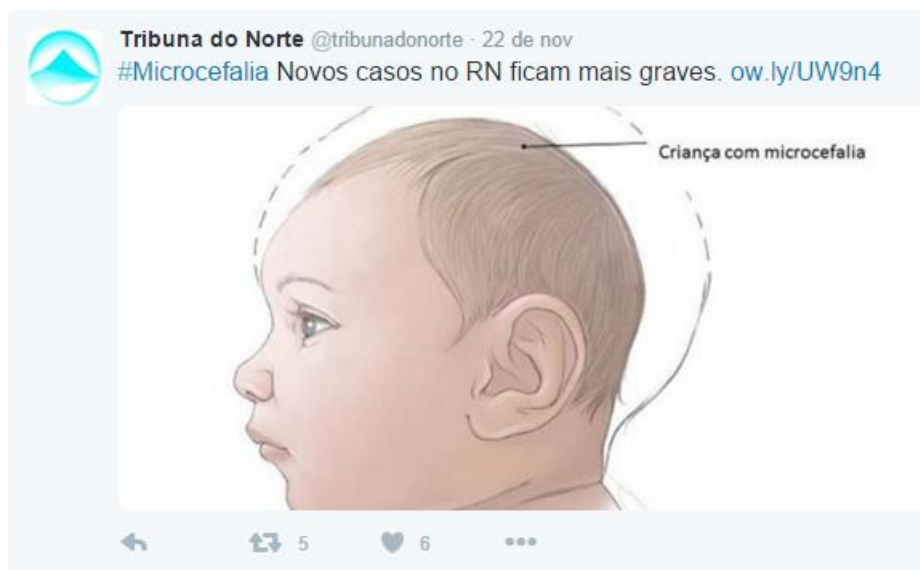 Tribuna do Norte @tribunadonorte · 22 de nov
#Microcefalia Novos casos no RN ficam mais graves. ow.ly/UW9n4
Criança com microcefalia
5 6